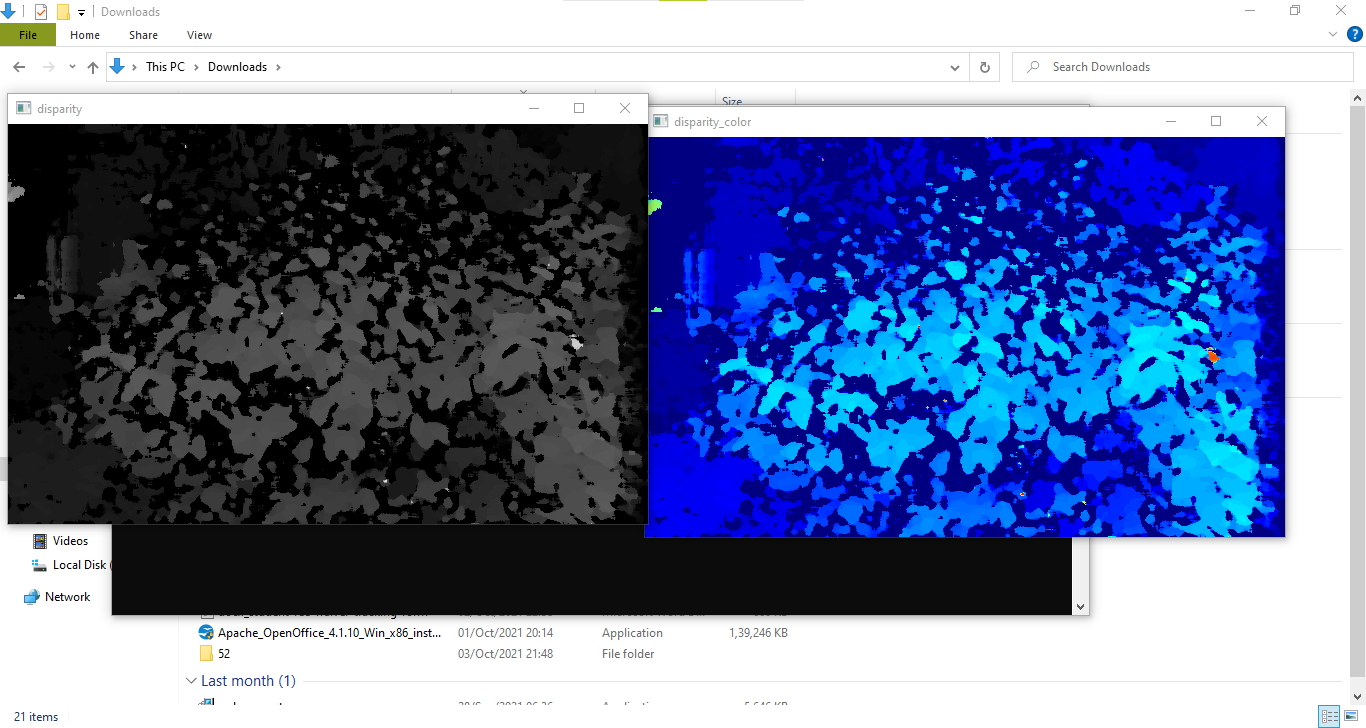 Downloads
File Home Share View
This PC Downloads
Search Downloads
Size
disparity
disparity_color
Videos
Local Disk (
Network
Apache_OpenOffice_4.1.10_Win_x86_inst... 01/Oct/2021 20:14 Application 1,39,246 KB
52 03/Oct/2021 21:48 File folder
Last month (1)
21 items